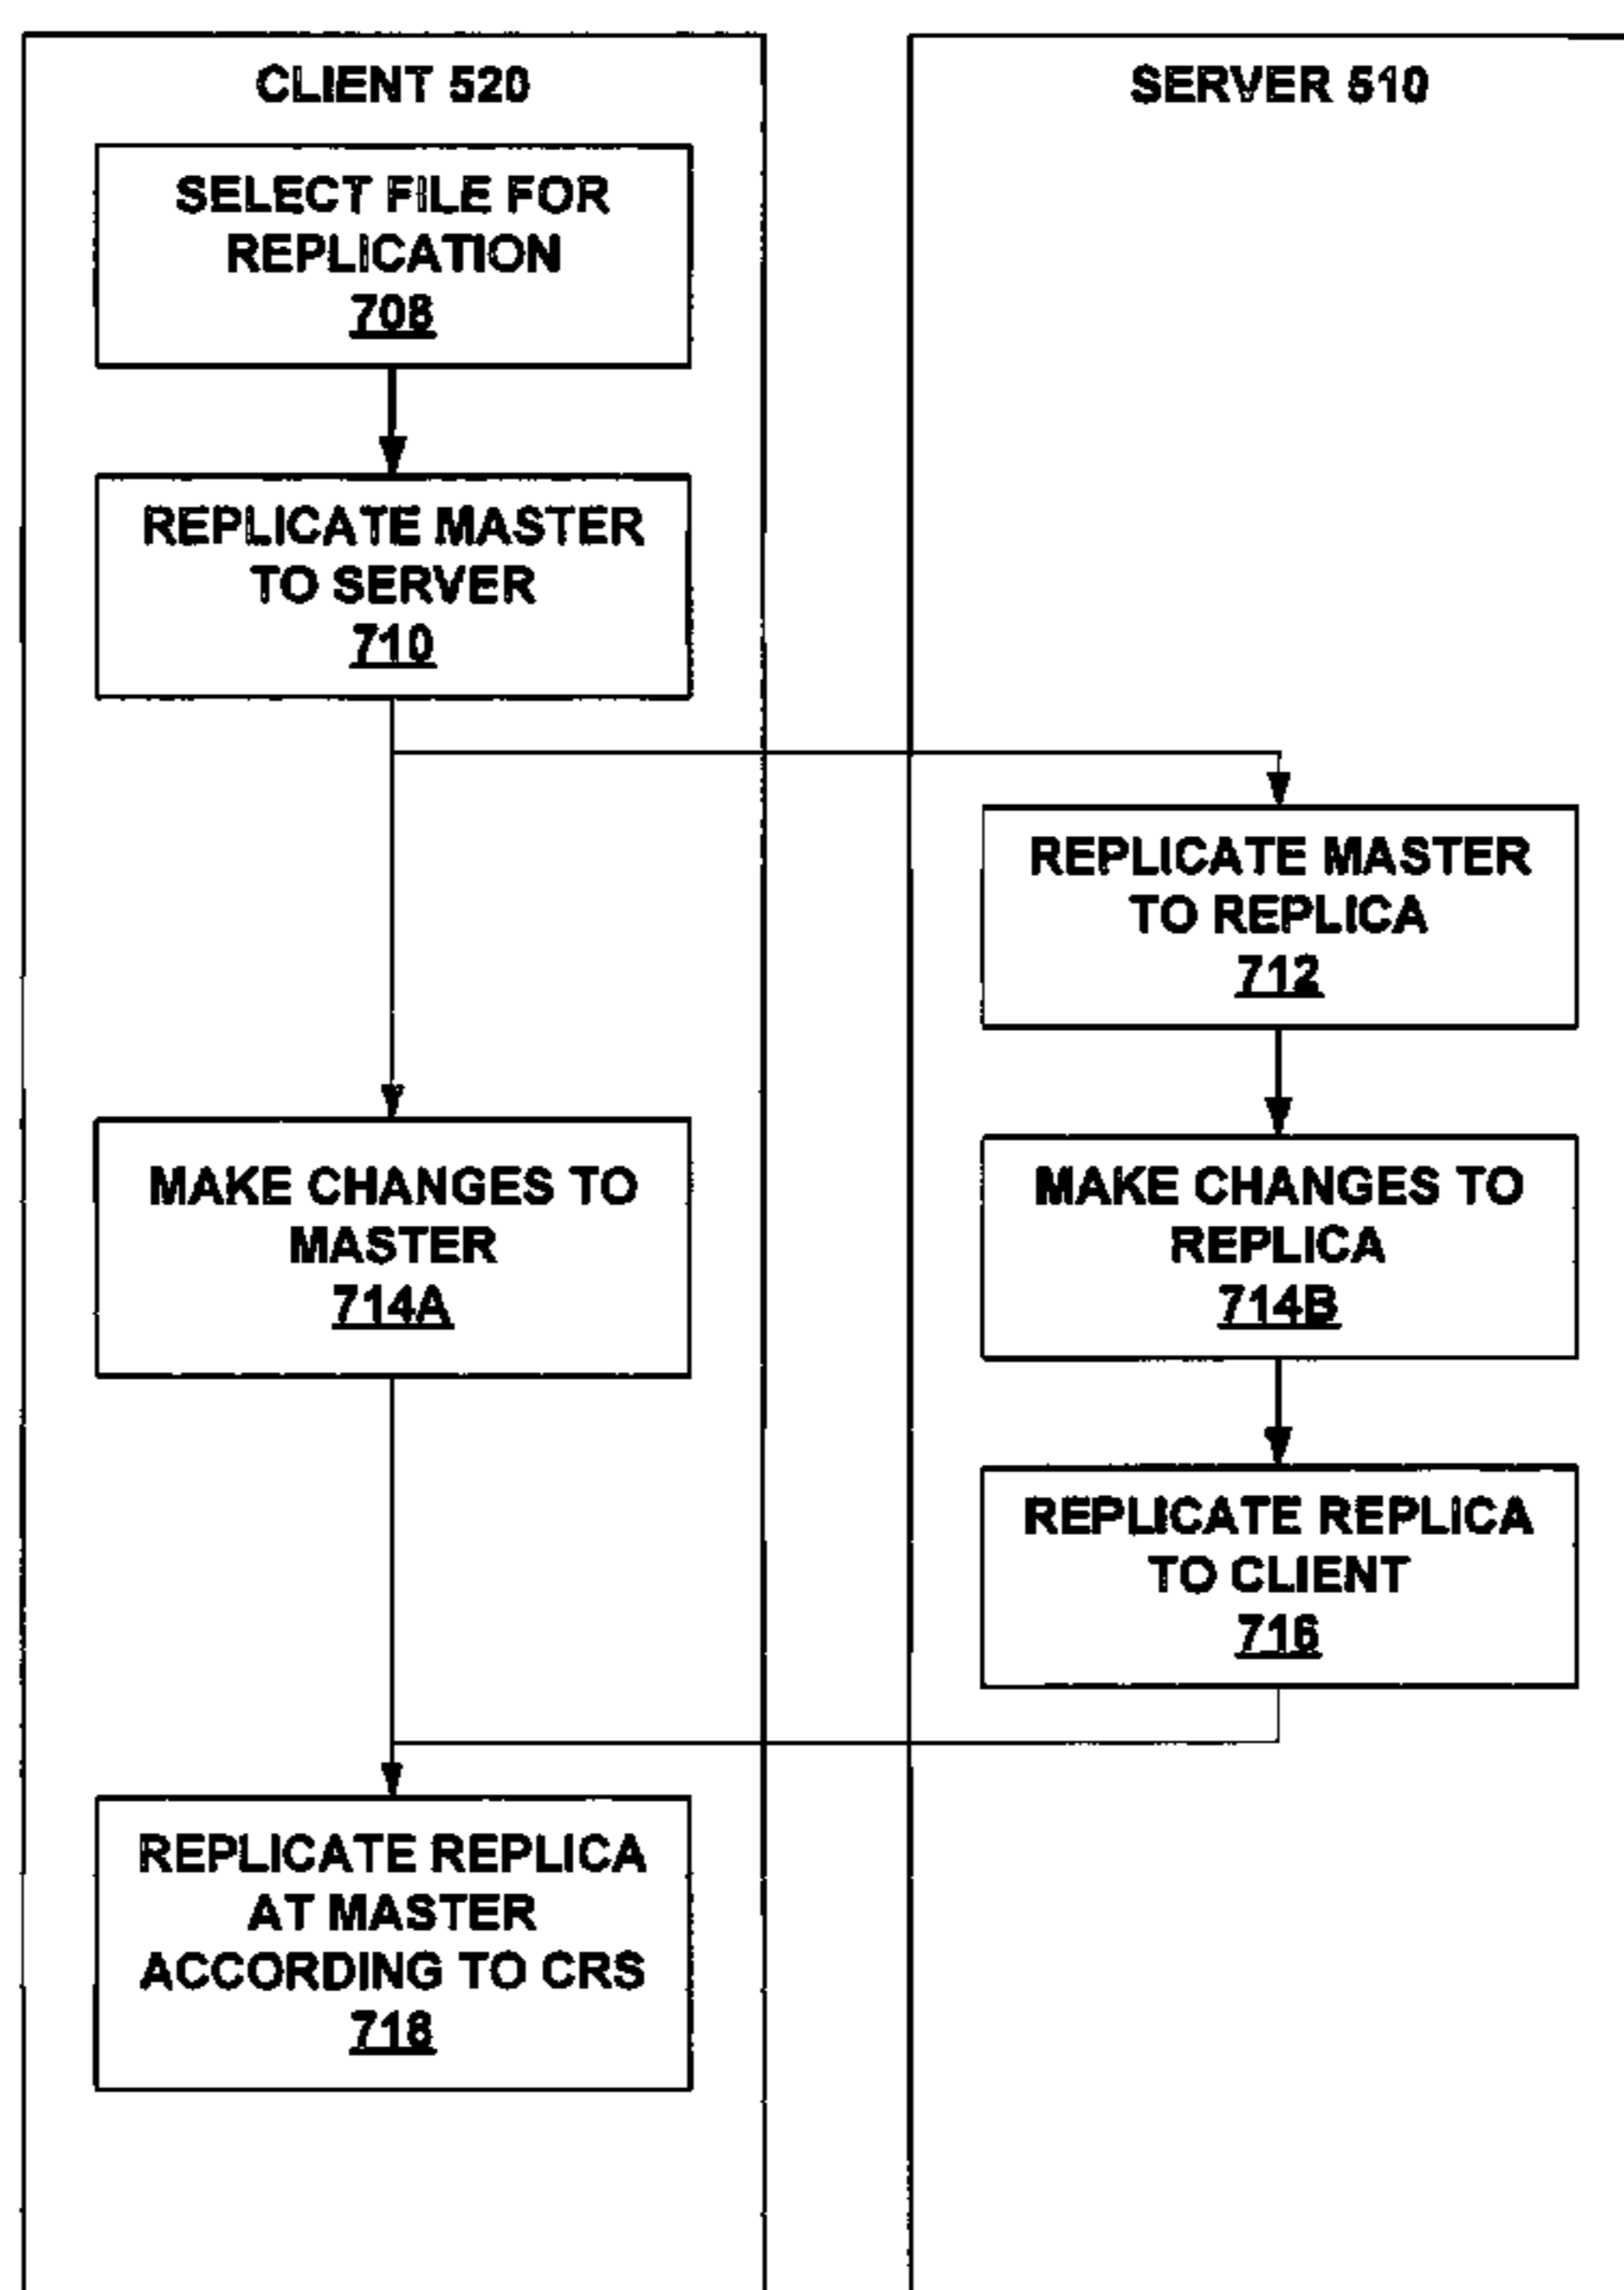 CLIENT 520
SELECT FILE FOR
REPLICATION
708
REPLICATE MASTER
TO SERVER
710
MAKE CHANGES TO
MASTER
714A
REPLICATE REPLICA
AT MASTER
ACCORDING TO CRS
718
SERVER 510
REPLICATE MASTER
TO REPLICA
712
MAKE CHANGES TO
REPLICA
714B
REPLICATE REPLICA
TO CLIENT
716